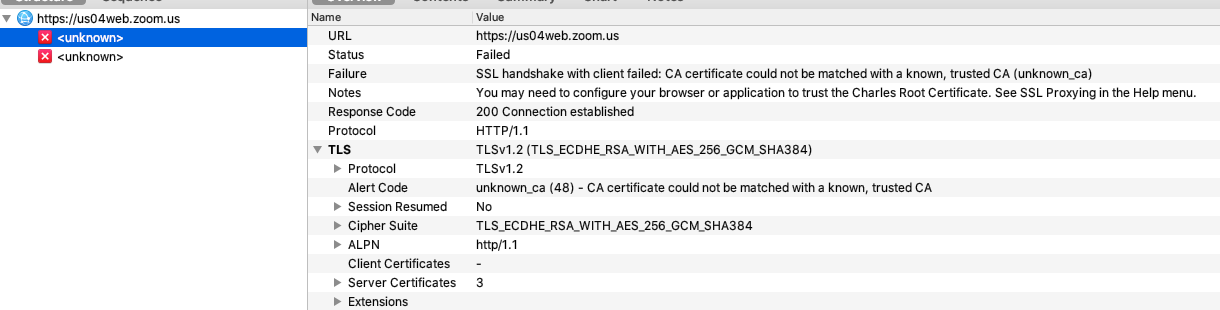 Structure Sequence
Overview Contents Summary Chart Notes
https://us04web.zoom.us
<unknown>
<unknown>
Name Value
URL https://us04web.zoom.us
Status Failed
Failure SSL handshake with client failed: CA certificate could not be matched with a known, trusted CA (unknown_ca)
Notes You may need to configure your browser or application to trust the Charles Root Certificate. See SSL Proxying in the Help menu.
Response Code 200 Connection established
Protocol HTTP/1.1
TLS TLSv1.2 (TLS_ECDHE_RSA_WITH_AES_256_GCM_SHA384)
Protocol TLSv1.2
Alert Code unknown_ca (48) - CA certificate could not be matched with a known, trusted CA
Session Resumed No
Cipher Suite TLS_ECDHE_RSA_WITH_AES_256_GCM_SHA384
ALPN http/1.1
Client Certificates -
Server Certificates 3
Extensions